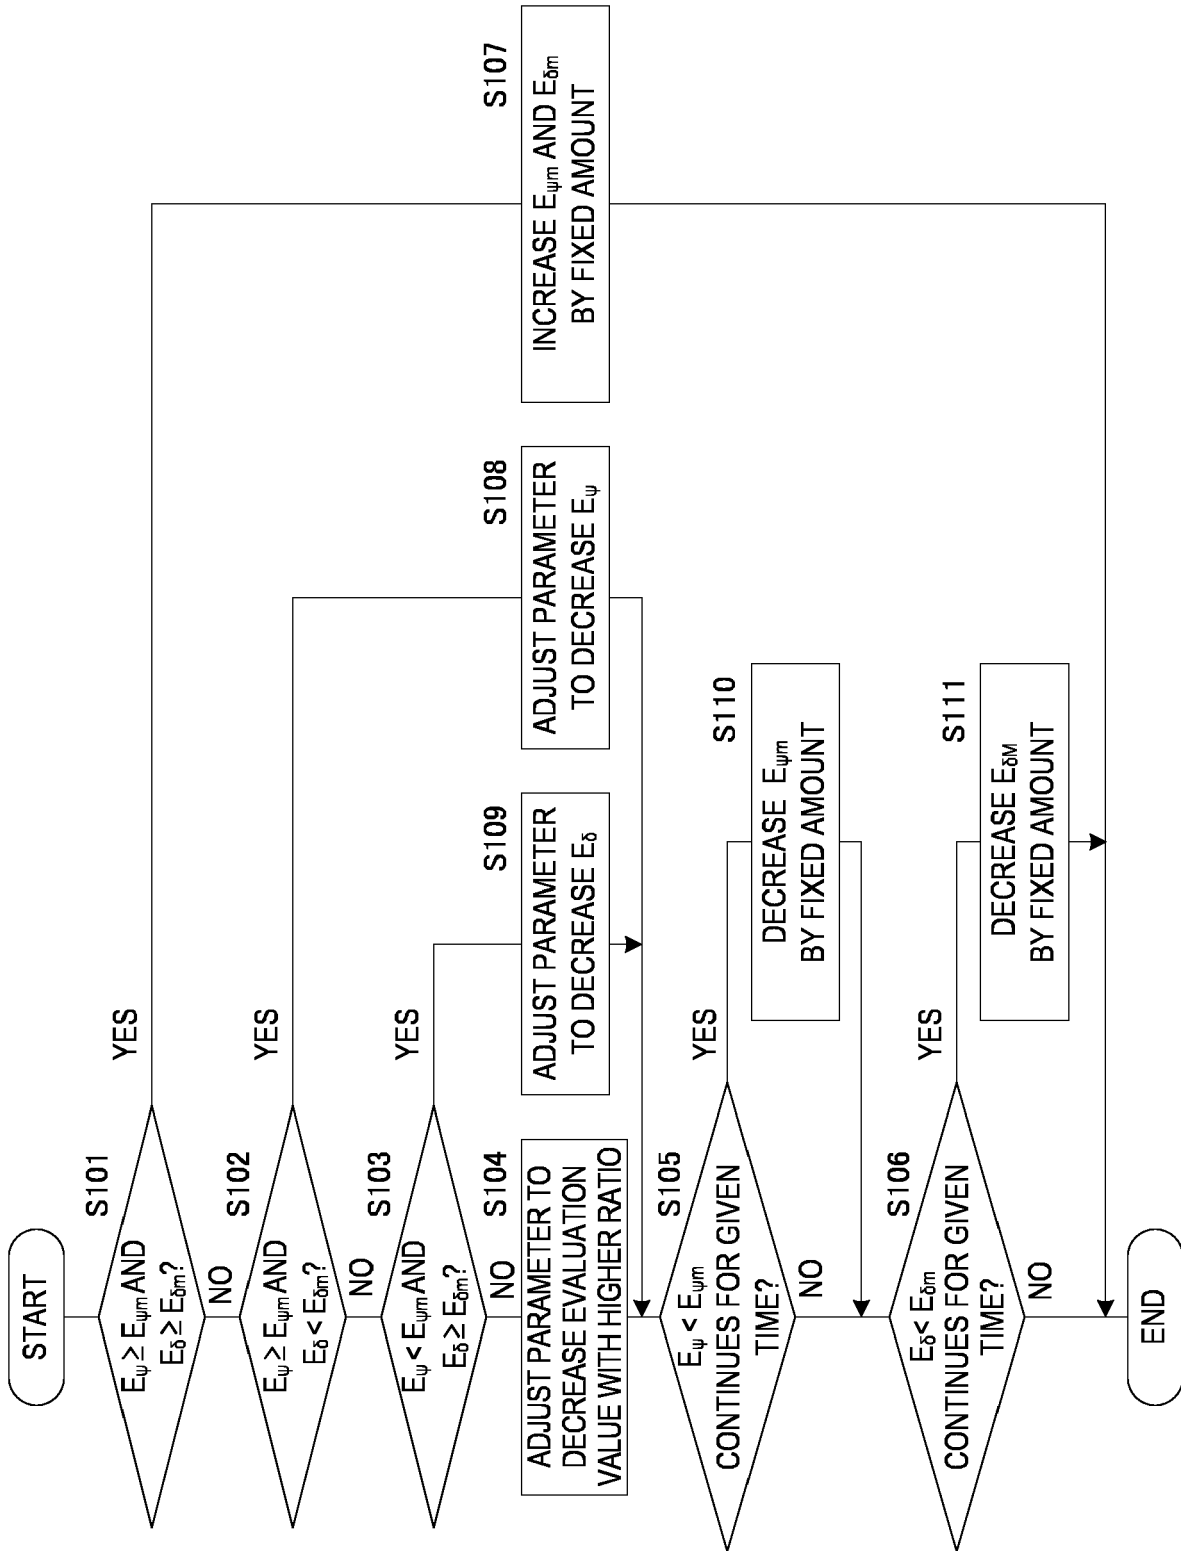 START
S101
E_ψ ≥ E_ψm AND
E_δ ≥ E_δm?
YES
NO
S102
E_ψ ≥ E_ψm AND
E_δ < E_δm?
YES
NO
S103
E_ψ < E_ψm AND
E_δ ≥ E_δm?
YES
NO
S104
ADJUST PARAMETER TO
DECREASE EVALUATION
VALUE WITH HIGHER RATIO
S109
ADJUST PARAMETER
TO DECREASE E_δ
S108
ADJUST PARAMETER
TO DECREASE E_ψ
S107
INCREASE E_ψm AND E_δm
BY FIXED AMOUNT
S105
E_ψ < E_ψm
CONTINUES FOR GIVEN
TIME?
YES
NO
S110
DECREASE E_ψm
BY FIXED AMOUNT
S106
E_δ < E_δm
CONTINUES FOR GIVEN
TIME?
YES
NO
S111
DECREASE E_δM
BY FIXED AMOUNT
END